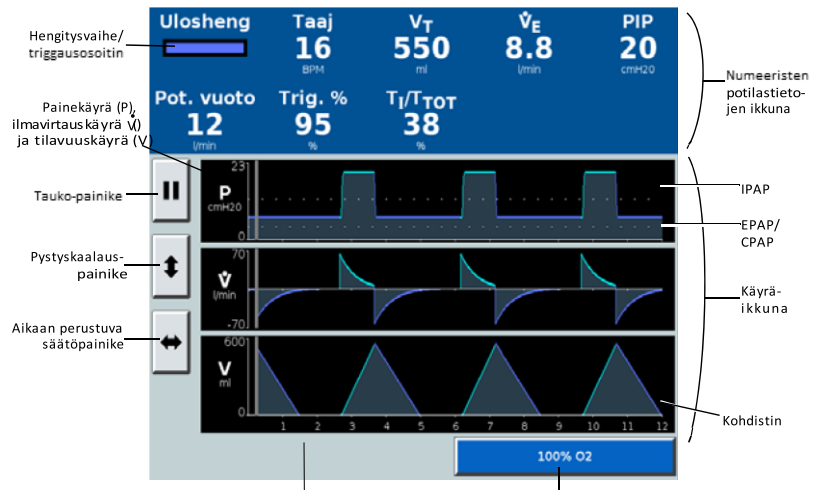 Hengitysvaihe/
triggausosoitin
Ulosheng
Taaj
16
BPM
VT
550
ml
V̇E
8.8
l/min
PIP
20
cmH20
Pot. vuoto
12
l/min
Trig. %
95
%
TI/TTOT
38
%
Numeeristen
potilastieto-
jen ikkuna
Painekäyrä (P),
ilmavirtauskäyrä V̇()
ja tilavuuskäyrä (V)
Tauko-painike
Pystyskaalaus-
painike
Aikaan perustuva
säätöpainike
23
P
cmH20
0
70
V̇
l/min
-70
600
V
ml
0
1 2 3 4 5 6 7 8 9 10 11 12
100% O2
IPAP
EPAP/
CPAP
Käyrä-
ikkuna
Kohdistin